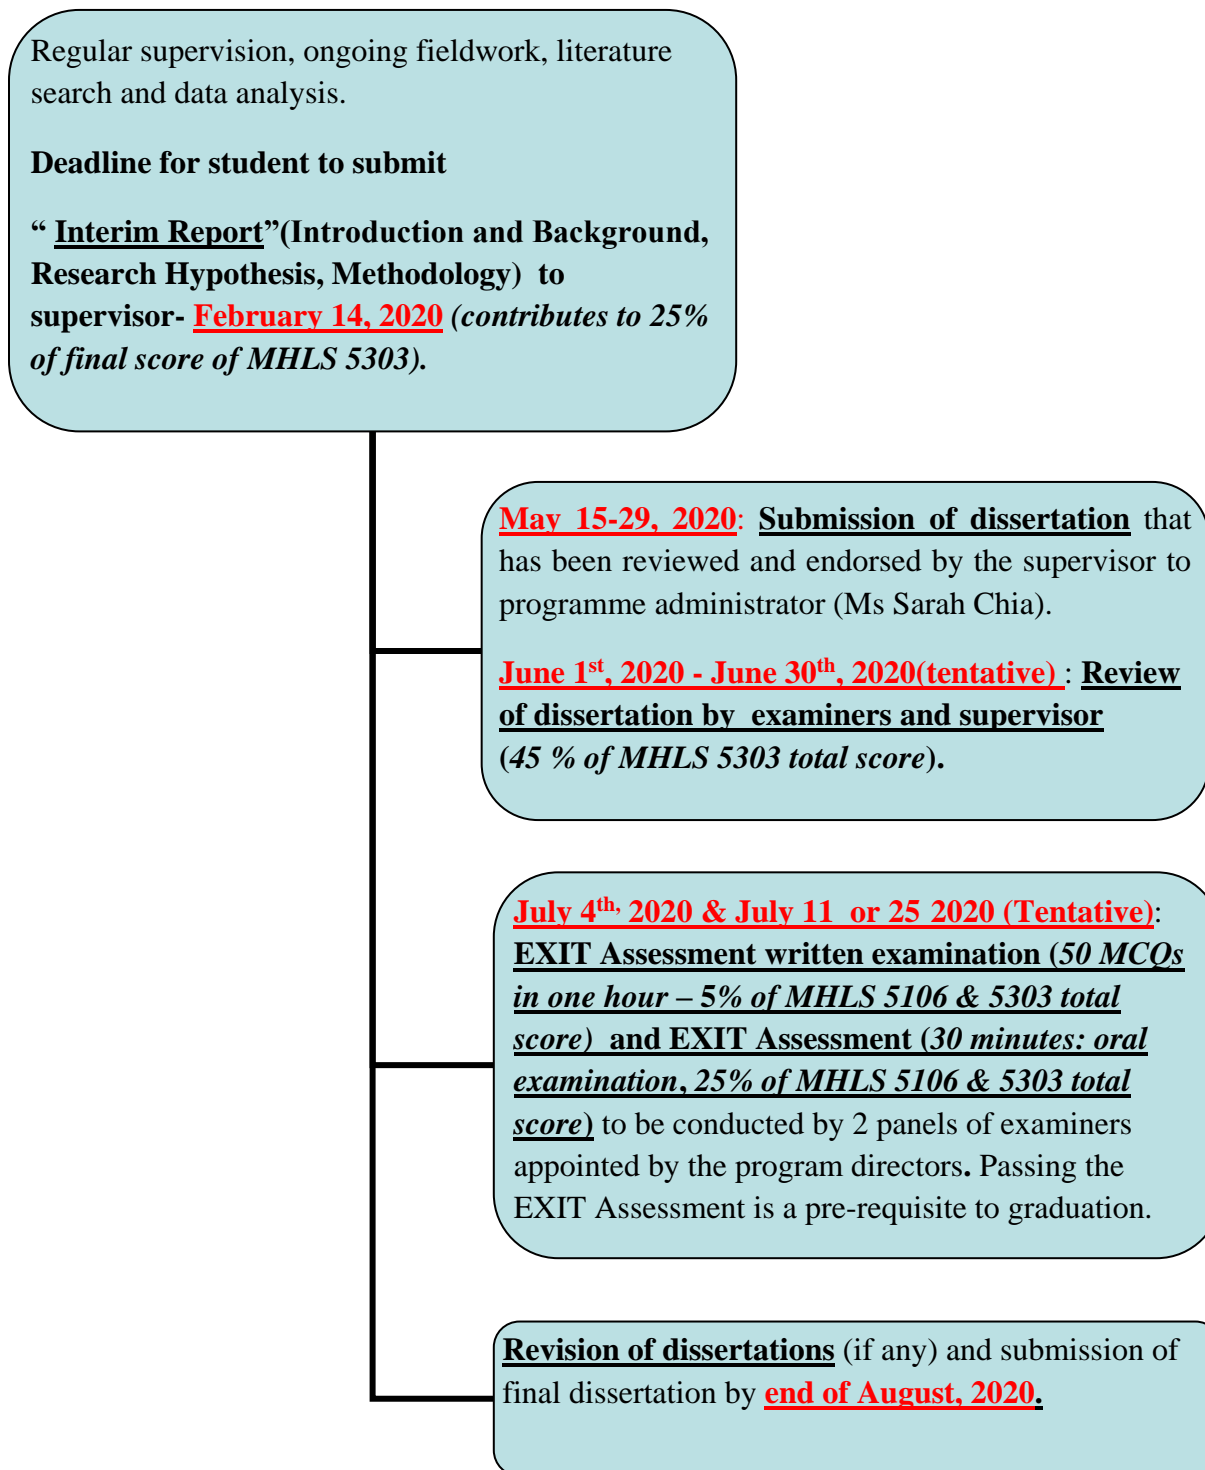 Regular supervision, ongoing fieldwork, literature
search and data analysis.
Deadline for student to submit
“ Interim Report”(Introduction and Background,
Research Hypothesis, Methodology)  to
supervisor- February 14, 2020 (contributes to 25%
of final score of MHLS 5303).
May 15-29, 2020: Submission of dissertation that
has been reviewed and endorsed by the supervisor to
programme administrator (Ms Sarah Chia).
June 1st, 2020 - June 30th, 2020(tentative) : Review
of dissertation by  examiners and supervisor
(45 % of MHLS 5303 total score).
July 4th, 2020 & July 11  or 25 2020 (Tentative):
EXIT Assessment written examination (50 MCQs
in one hour – 5% of MHLS 5106 & 5303 total
score)  and EXIT Assessment (30 minutes: oral
examination, 25% of MHLS 5106 & 5303 total
score) to be conducted by 2 panels of examiners
appointed by the program directors. Passing the
EXIT Assessment is a pre-requisite to graduation.
Revision of dissertations (if any) and submission of
final dissertation by end of August, 2020.